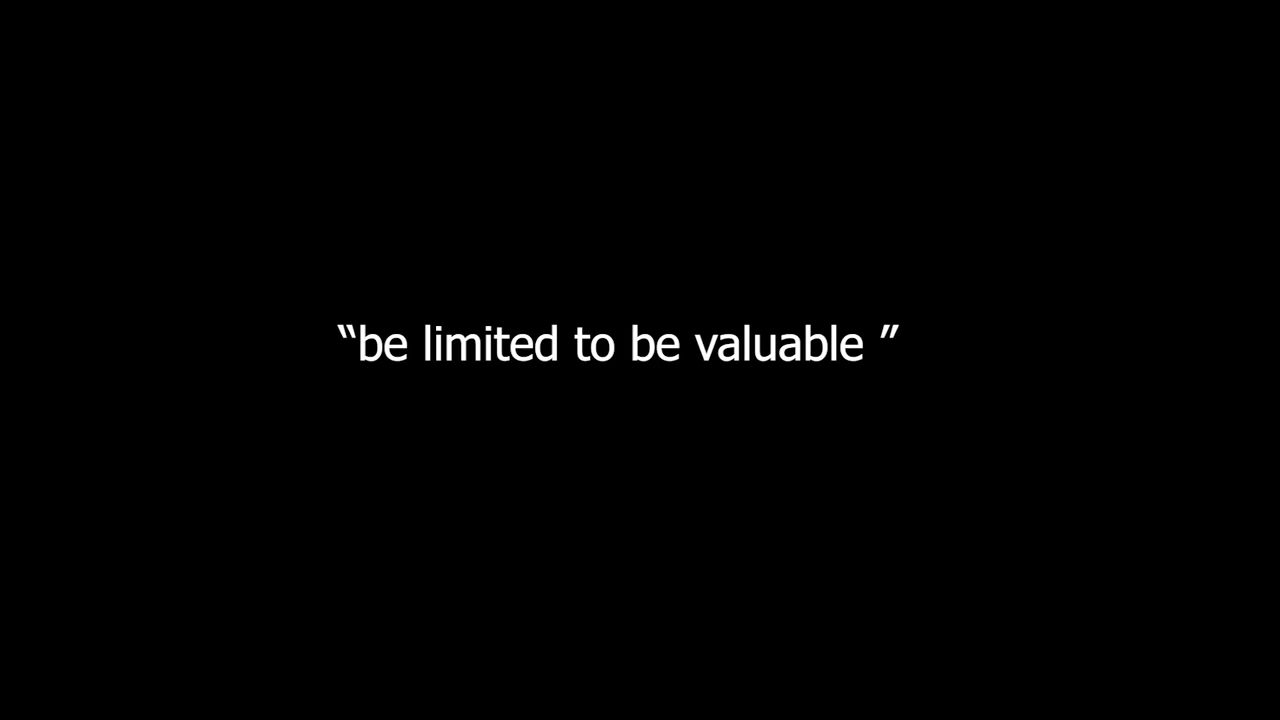 “be limited to be valuable ”